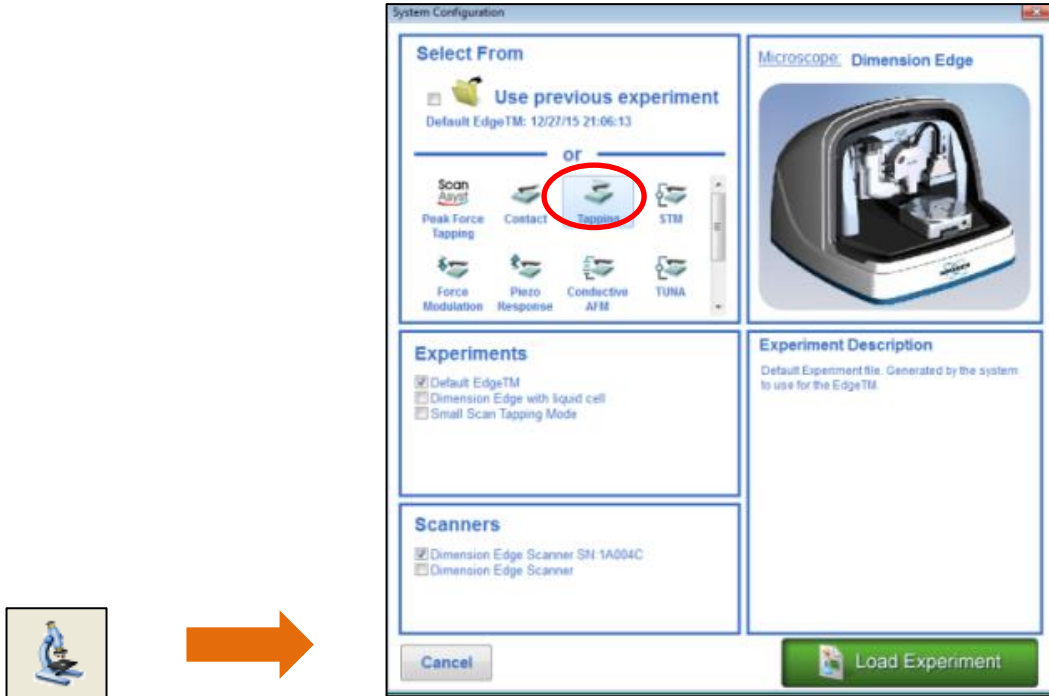 System Configuration
Select From
Use previous experiment
Default EdgeTM: 12/27/15 21:06:13
or
Scan
Asyst
Peak Force
Tapping
Contact
Tapping
STM
Force
Modulation
Piezo
Response
Conductive
AFM
TUNA
Experiments
Default EdgeTM
Dimension Edge with liquid cell
Small Scan Tapping Mode
Scanners
Dimension Edge Scanner SN:1A004C
Dimension Edge Scanner
Cancel
Microscope: Dimension Edge
Experiment Description
Default Experiment file. Generated by the system
to use for the EdgeTM.
Load Experiment